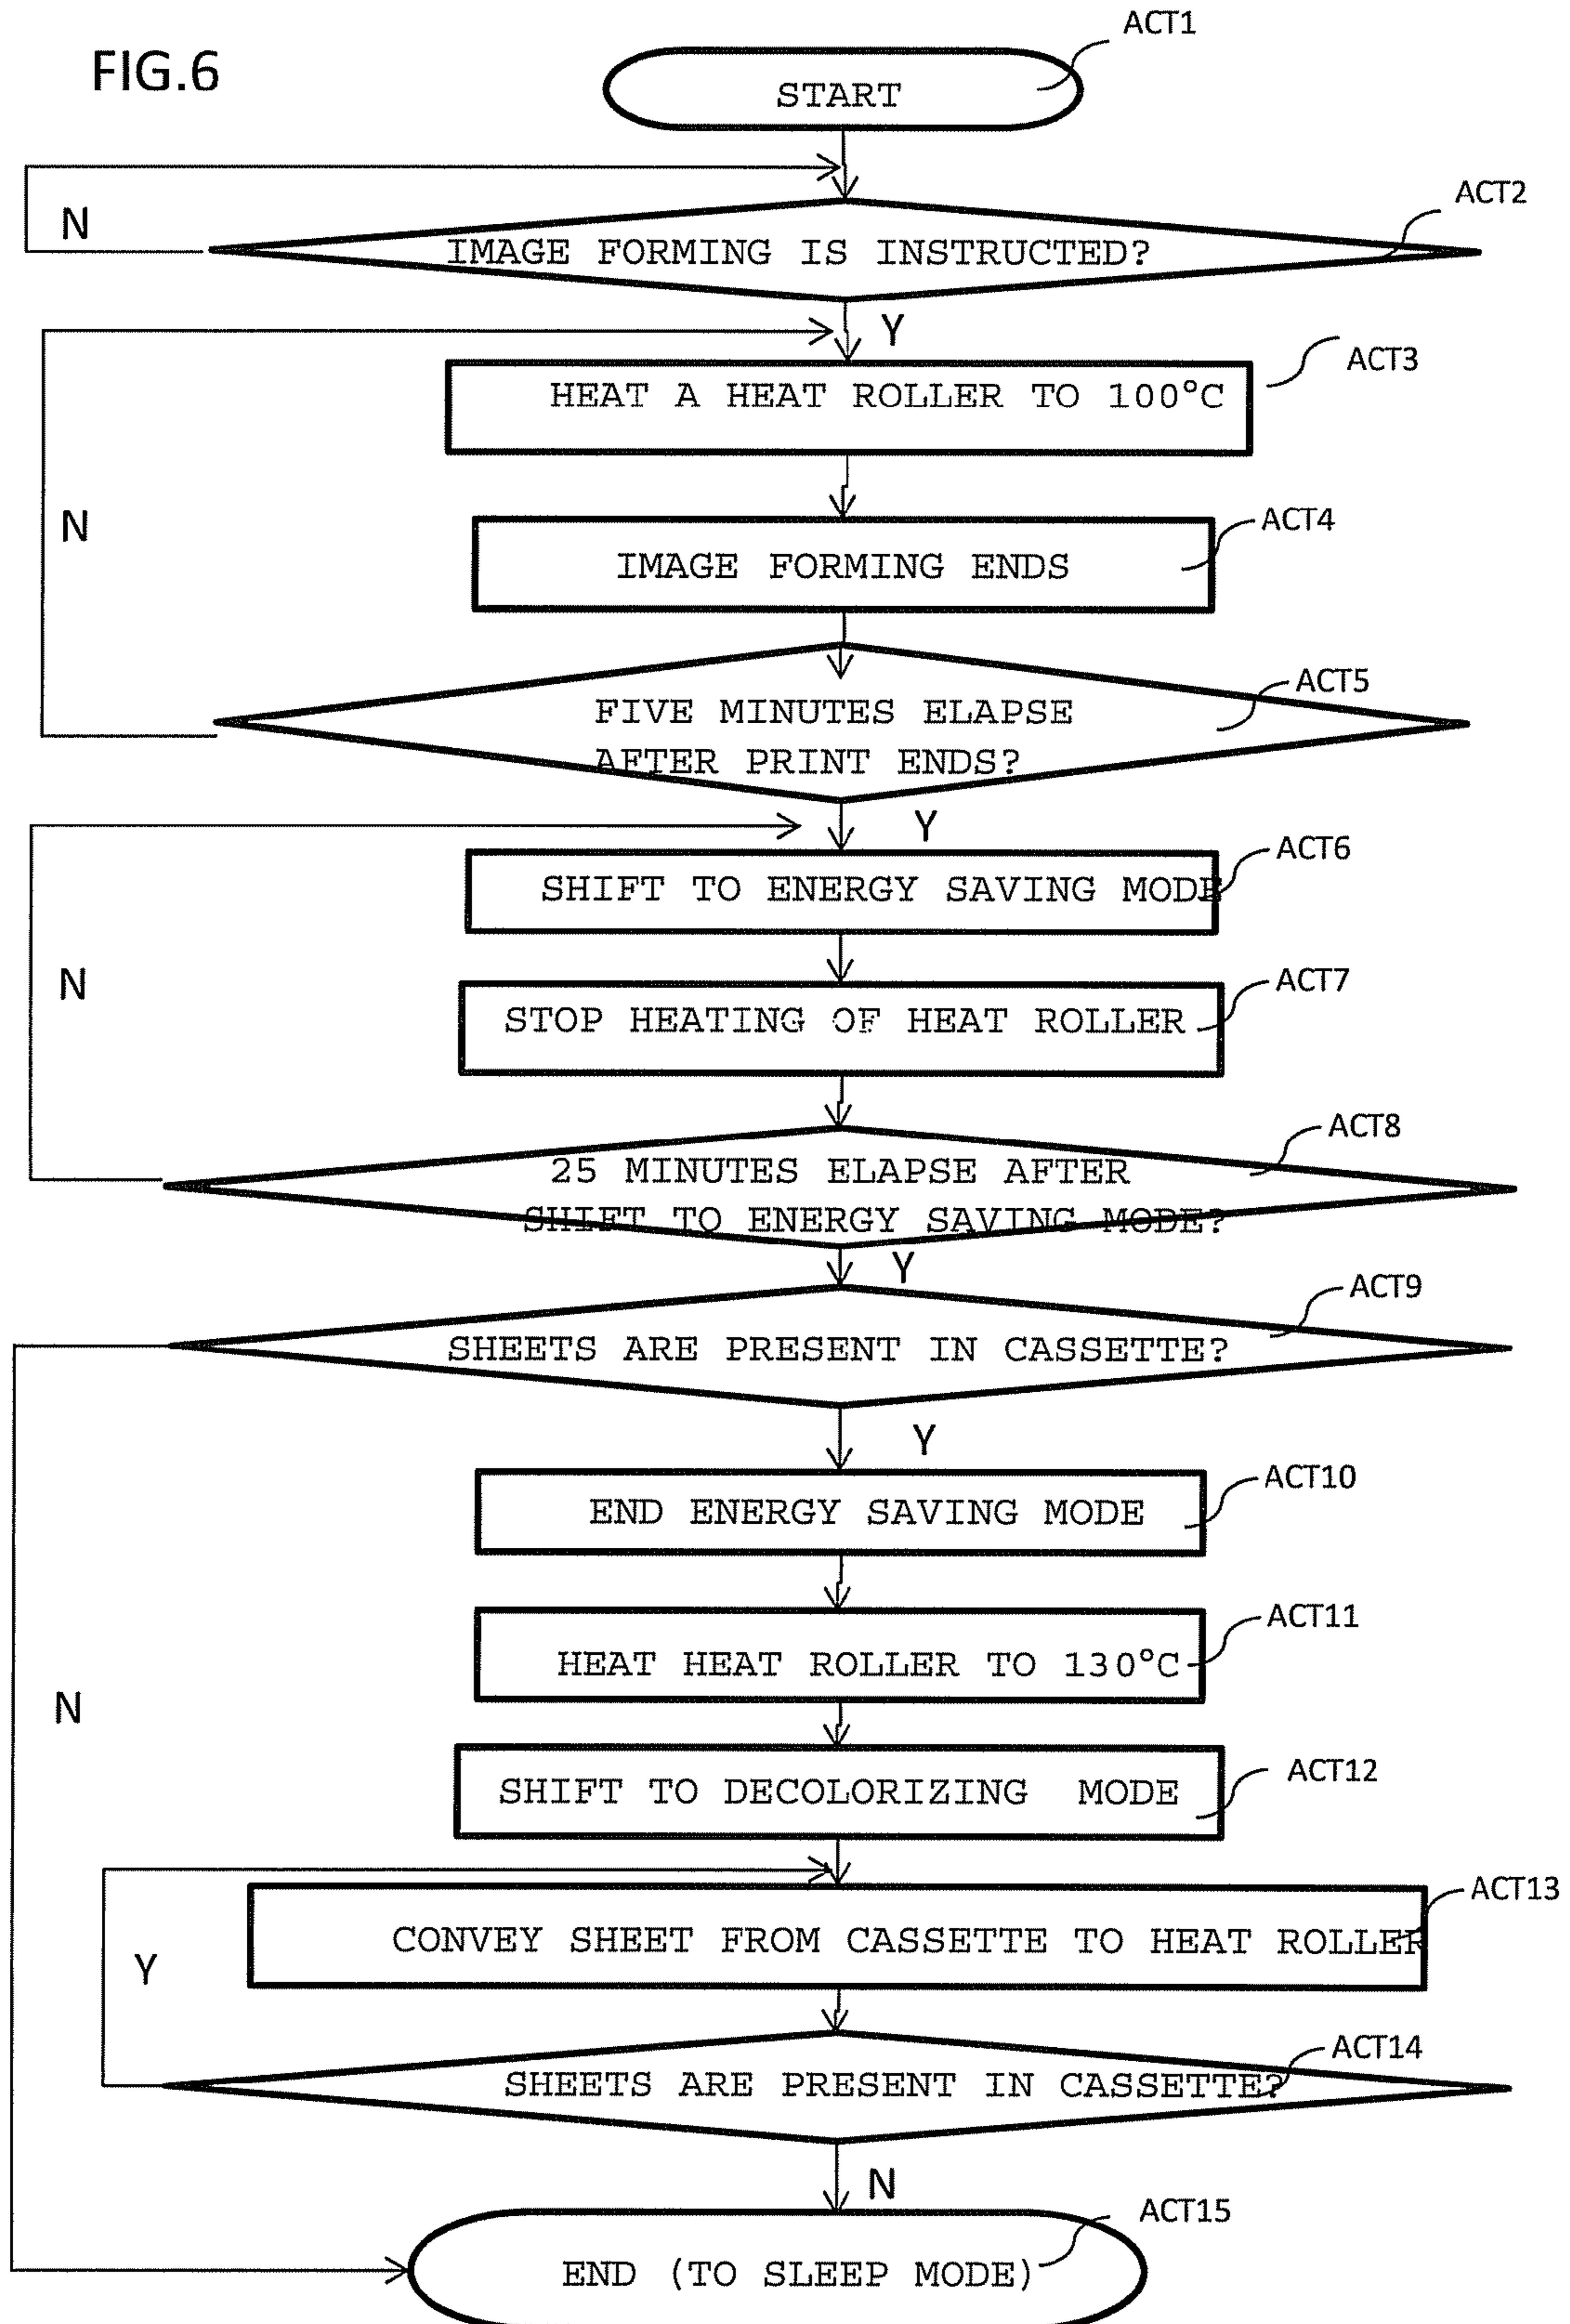 FIG.6
ACT1
START
N
ACT2
IMAGE FORMING IS INSTRUCTED?
Y
ACT3
HEAT A HEAT ROLLER TO 100°C
N
ACT4
IMAGE FORMING ENDS
ACT5
FIVE MINUTES ELAPSE
AFTER PRINT ENDS?
Y
ACT6
SHIFT TO ENERGY SAVING MODE
N
ACT7
STOP HEATING OF HEAT ROLLER
ACT8
25 MINUTES ELAPSE AFTER
SHIFT TO ENERGY SAVING MODE?
Y
ACT9
SHEETS ARE PRESENT IN CASSETTE?
Y
ACT10
END ENERGY SAVING MODE
ACT11
HEAT HEAT ROLLER TO 130°C
N
ACT12
SHIFT TO DECOLORIZING MODE
ACT13
CONVEY SHEET FROM CASSETTE TO HEAT ROLLER
Y
ACT14
SHEETS ARE PRESENT IN CASSETTE?
N
ACT15
END (TO SLEEP MODE)